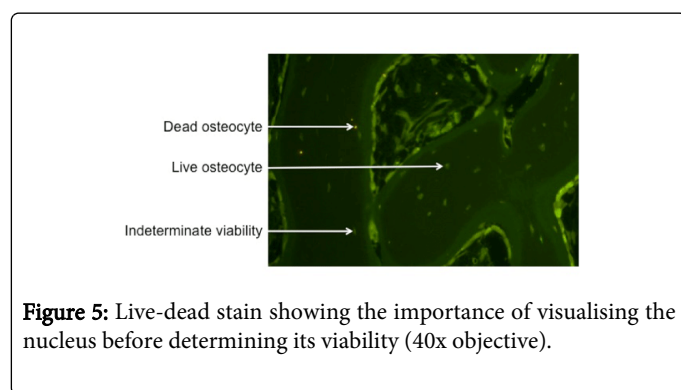 Dead osteocyte
Live osteocyte
Indeterminate viability
Figure 5: Live-dead stain showing the importance of visualising the
nucleus before determining its viability (40x objective).